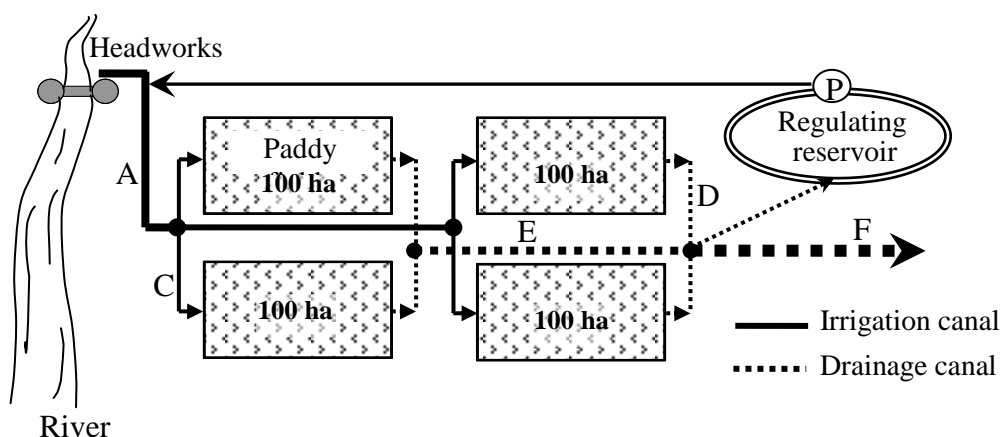 Headworks
P
Regulating
reservoir
Paddy
100 ha
100 ha
A
D
E
F
C
100 ha
100 ha
Irrigation canal
Drainage canal
River